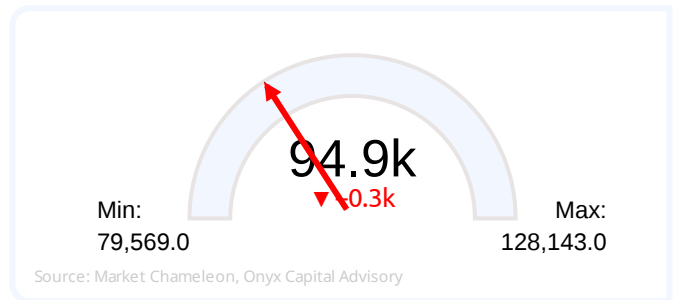 94.9k
▼ -0.3k
Min:
79,569.0
Max:
128,143.0
Source: Market Chameleon, Onyx Capital Advisory